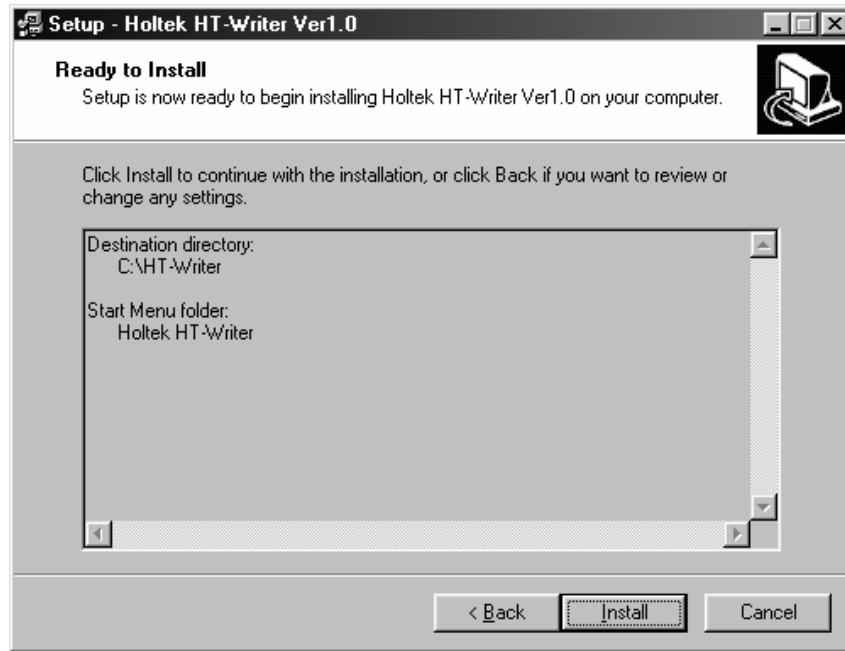 Setup - Holtek HT-Writer Ver1.0
Ready to Install
Setup is now ready to begin installing Holtek HT-Writer Ver1.0 on your computer.
Click Install to continue with the installation, or click Back if you want to review or
change any settings.
Destination directory:
C:\HT-Writer
Start Menu folder:
Holtek HT-Writer
< Back
Install
Cancel